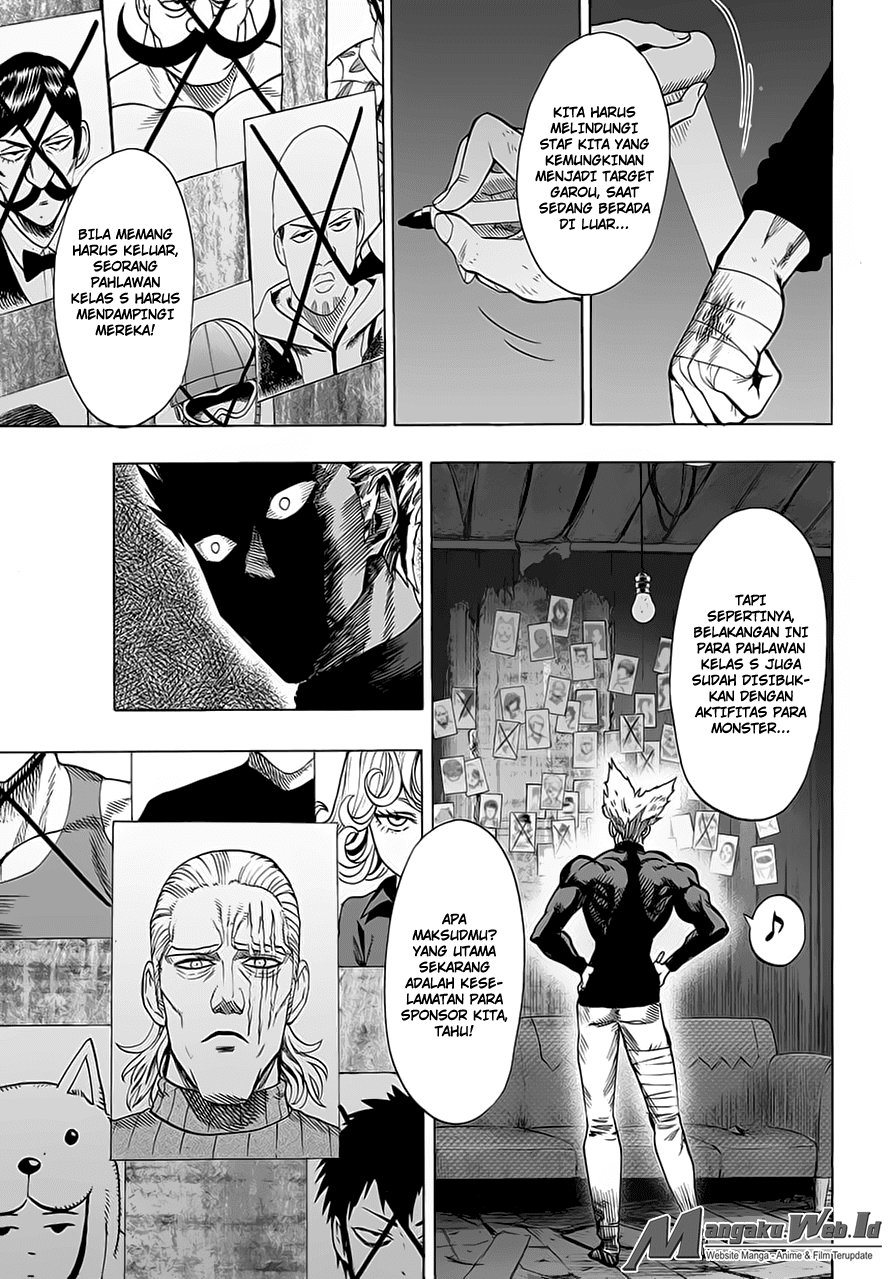 KITA HARUS
MELINDUNGI
STAF KITA YANG
KEMUNGKINAN
MENJADI TARGET
GAROU, SAAT
SEDANG BERADA
DI LUAR...
BILA MEMANG
HARUS KELUAR,
SEORANG
PAHLAWAN
KELAS S HARUS
MENDAMPINGI
MEREKA!
TAPI
SEPERTINYA,
BELAKANGAN INI
PARA PAHLAWAN
KELAS S JUGA
SUDAH DISIBUK-
KAN DENGAN
AKTIFITAS PARA
MONSTER...
APA
MAKSUDMU?
YANG UTAMA
SEKARANG
ADALAH KESE-
LAMATAN PARA
SPONSOR KITA,
TAHU!
MangakuWeb.Id
Website Manga - Anime & Film Terupdate